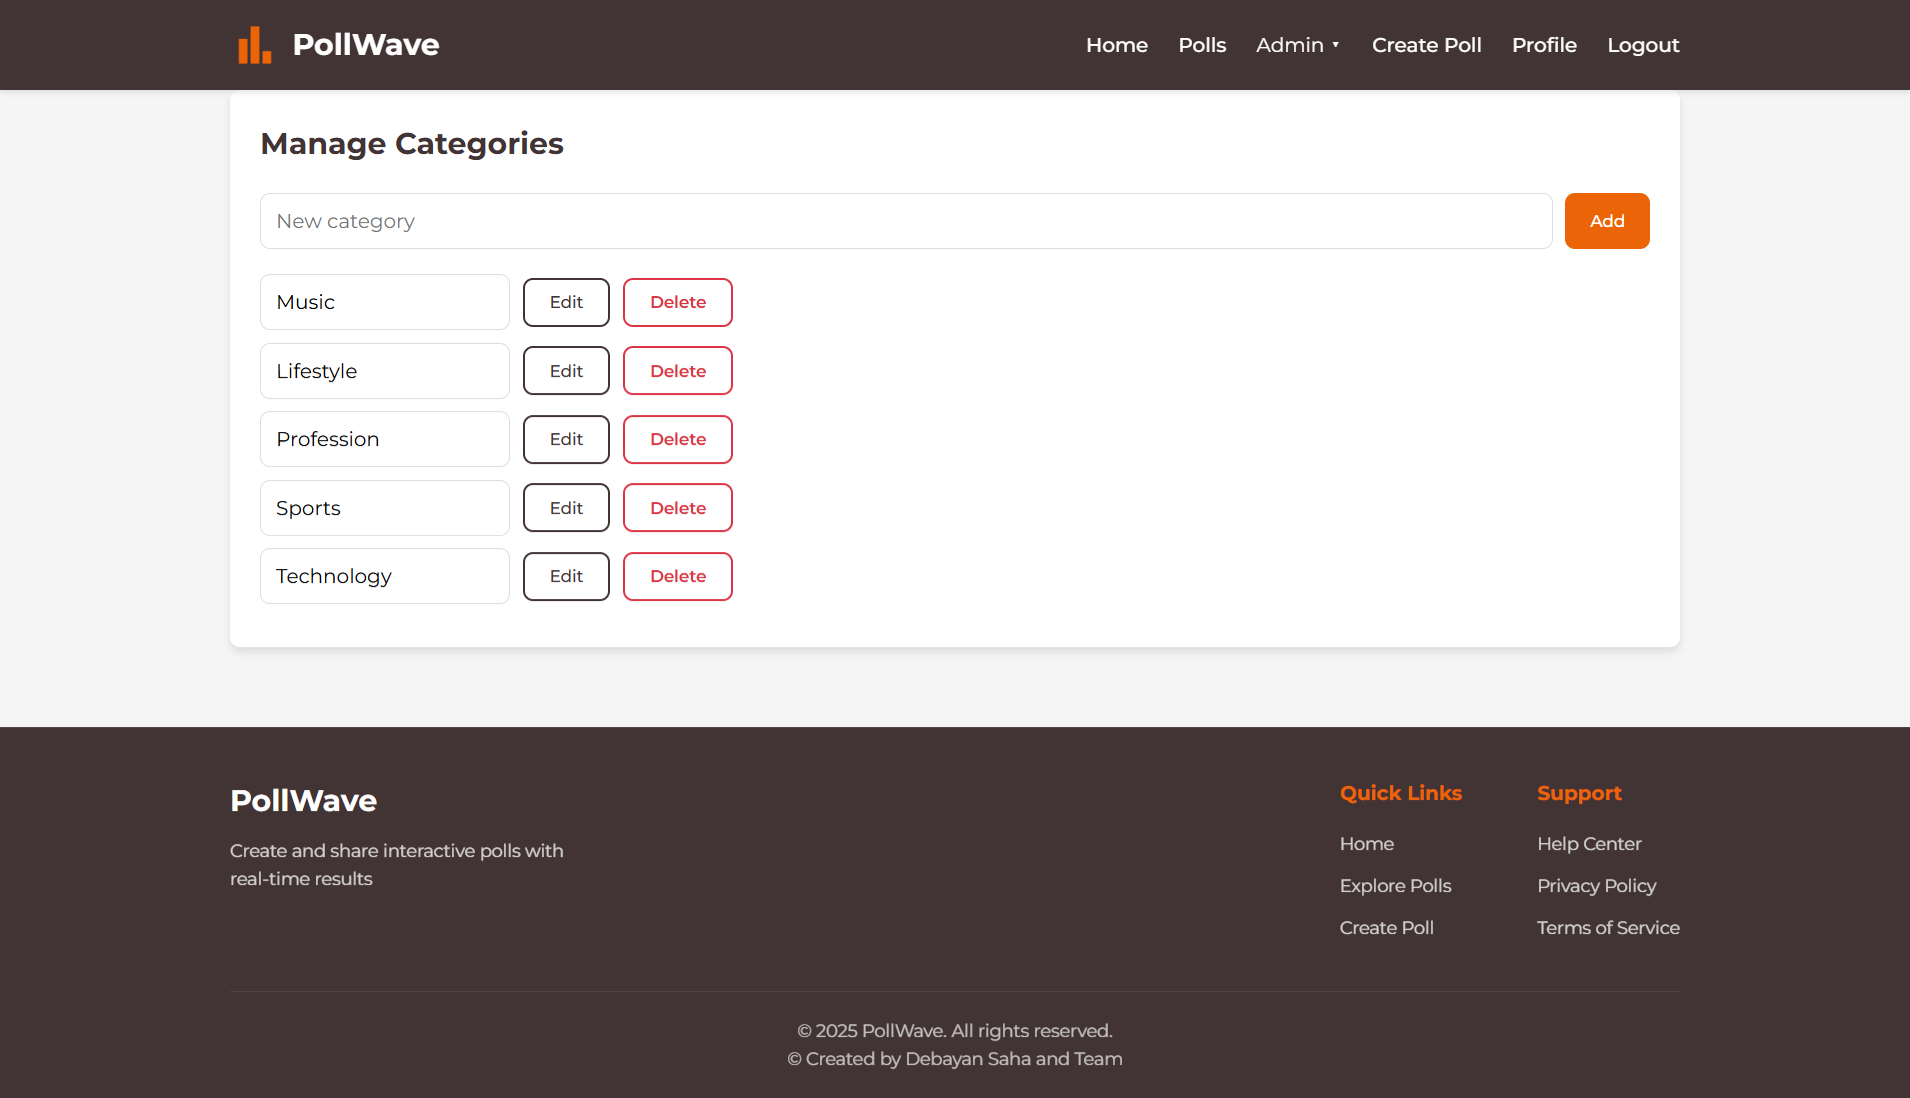 PollWave
Home Polls Admin ▼ Create Poll Profile Logout
Manage Categories
New category Add
Music Edit Delete
Lifestyle Edit Delete
Profession Edit Delete
Sports Edit Delete
Technology Edit Delete
PollWave
Create and share interactive polls with
real-time results
Quick Links
Home
Explore Polls
Create Poll
Support
Help Center
Privacy Policy
Terms of Service
© 2025 PollWave. All rights reserved.
© Created by Debayan Saha and Team